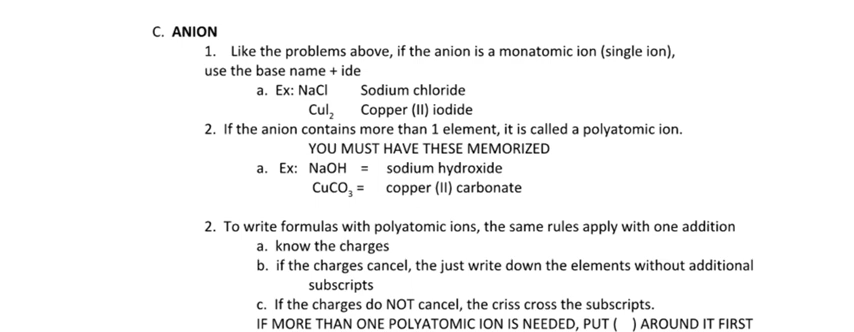 C. ANION
1. Like the problems above, if the anion is a monatomic ion (single ion),
use the base name + ide
a. Ex: NaCl Sodium chloride
CuI₂ Copper (II) iodide
2. If the anion contains more than 1 element, it is called a polyatomic ion.
YOU MUST HAVE THESE MEMORIZED
a. Ex: NaOH = sodium hydroxide
CuCO₃ = copper (II) carbonate
2. To write formulas with polyatomic ions, the same rules apply with one addition
a. know the charges
b. if the charges cancel, the just write down the elements without additional
subscripts
c. If the charges do NOT cancel, the criss cross the subscripts.
IF MORE THAN ONE POLYATOMIC ION IS NEEDED, PUT ( ) AROUND IT FIRST